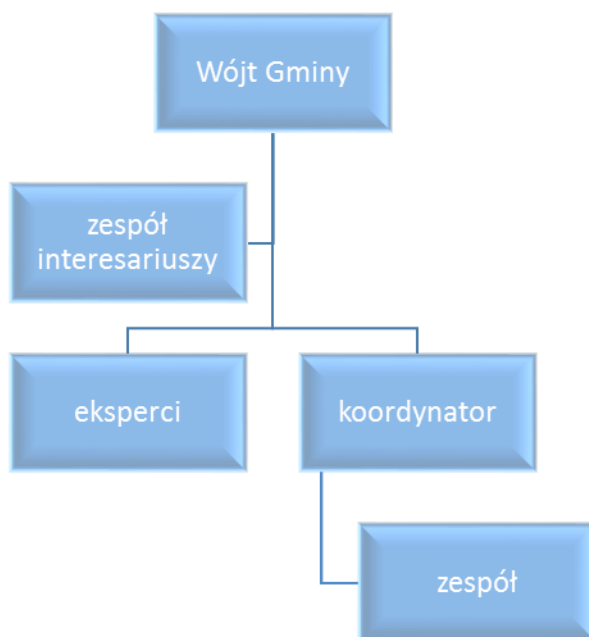 Wójt Gminy
zespół
interesariuszy
eksperci
koordynator
zespół